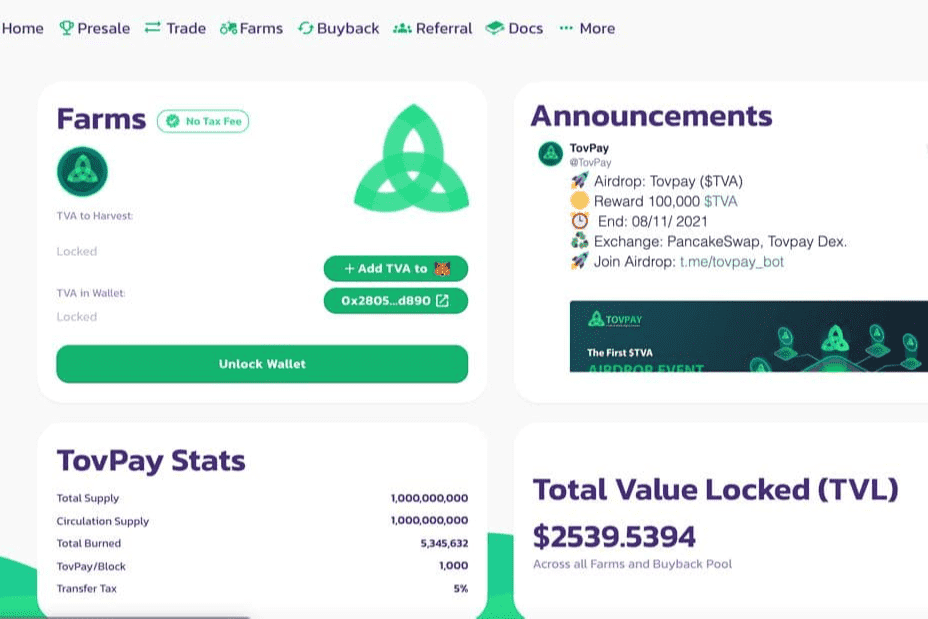 Home Presale Trade Farms Buyback Referral Docs ··· More
Farms No Tax Fee
TVA to Harvest:
Locked
+ Add TVA to
TVA in Wallet:
0x2805...d890
Locked
Unlock Wallet
Announcements
TovPay
@TovPay
Airdrop: Tovpay ($TVA)
Reward 100,000 $TVA
End: 08/11/ 2021
Exchange: PancakeSwap, Tovpay Dex.
Join Airdrop: t.me/tovpay_bot
TOVPAY
The First $TVA
AIRDROP EVENT
TovPay Stats
Total Supply 1,000,000,000
Circulation Supply 1,000,000,000
Total Burned 5,345,632
TovPay/Block 1,000
Transfer Tax 5%
Total Value Locked (TVL)
$2539.5394
Across all Farms and Buyback Pool